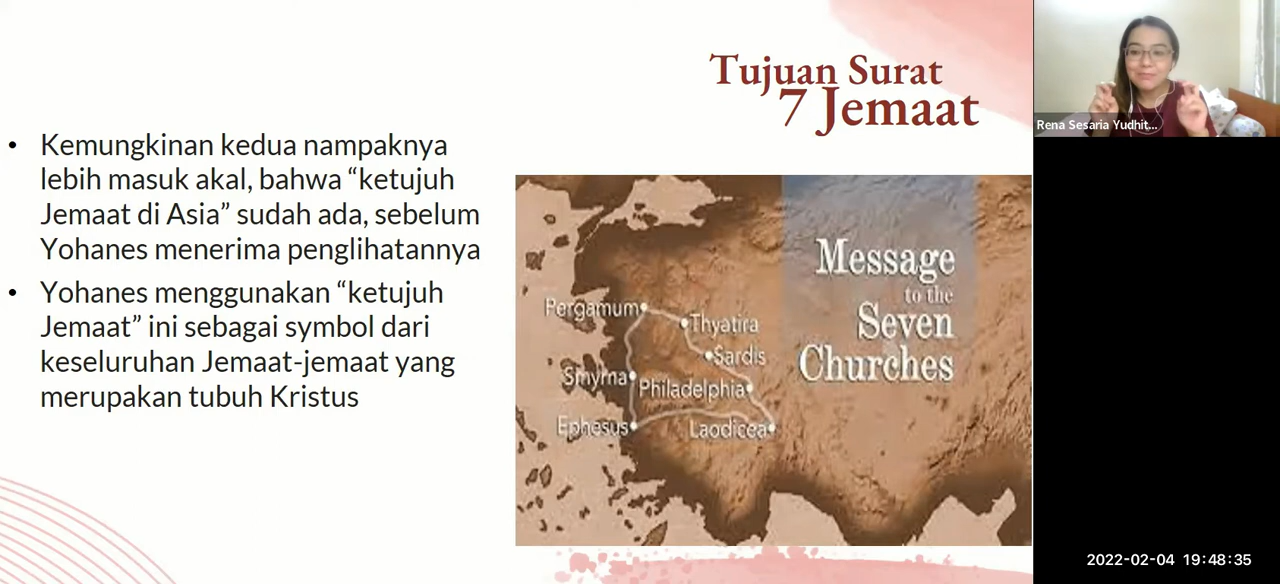 Tujuan Surat
7 Jemaat
• Kemungkinan kedua nampaknya
lebih masuk akal, bahwa “ketujuh
Jemaat di Asia” sudah ada, sebelum
Yohanes menerima penglihatannya
• Yohanes menggunakan “ketujuh
Jemaat” ini sebagai symbol dari
keseluruhan Jemaat-jemaat yang
merupakan tubuh Kristus
Message
to the
Seven
Churches
Pergamum
Thyatira
Sardis
Smyrna
Philadelphia
Ephesus
Laodicea
Rena Sesaria Yudhit...
2022-02-04 19:48:35